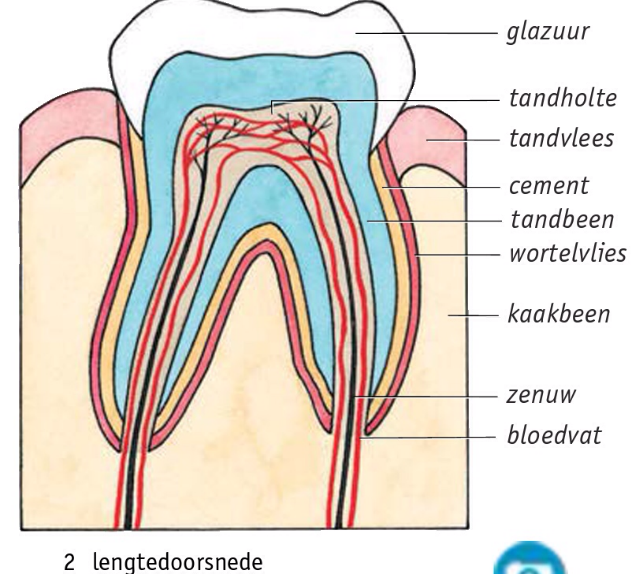 glazuur
tandholte
tandvlees
cement
tandbeen
wortelvlies
kaakbeen
zenuw
bloedvat
2 lengtedoorsnede